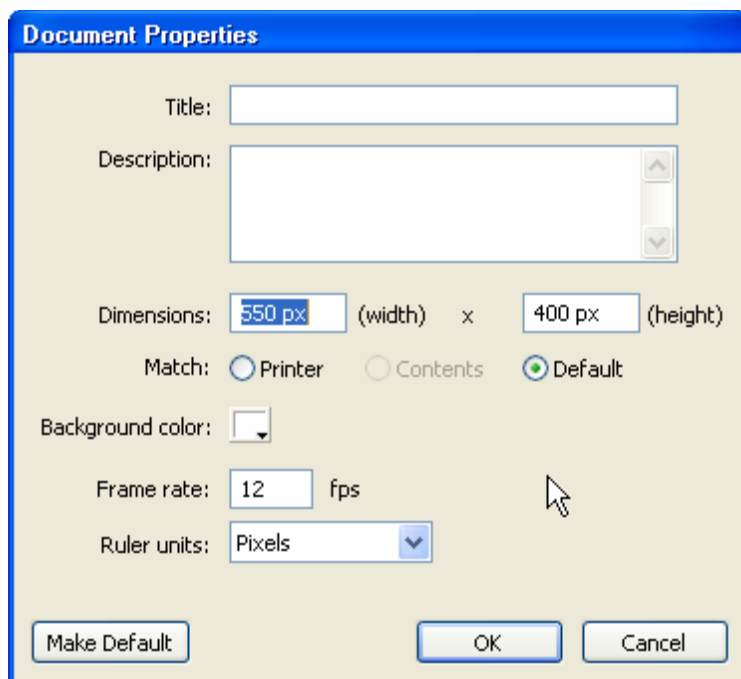 Document Properties
Title:
Description:
Dimensions: 550 px (width) x 400 px (height)
Match: Printer Contents Default
Background color:
Frame rate: 12 fps
Ruler units: Pixels
Make Default OK Cancel